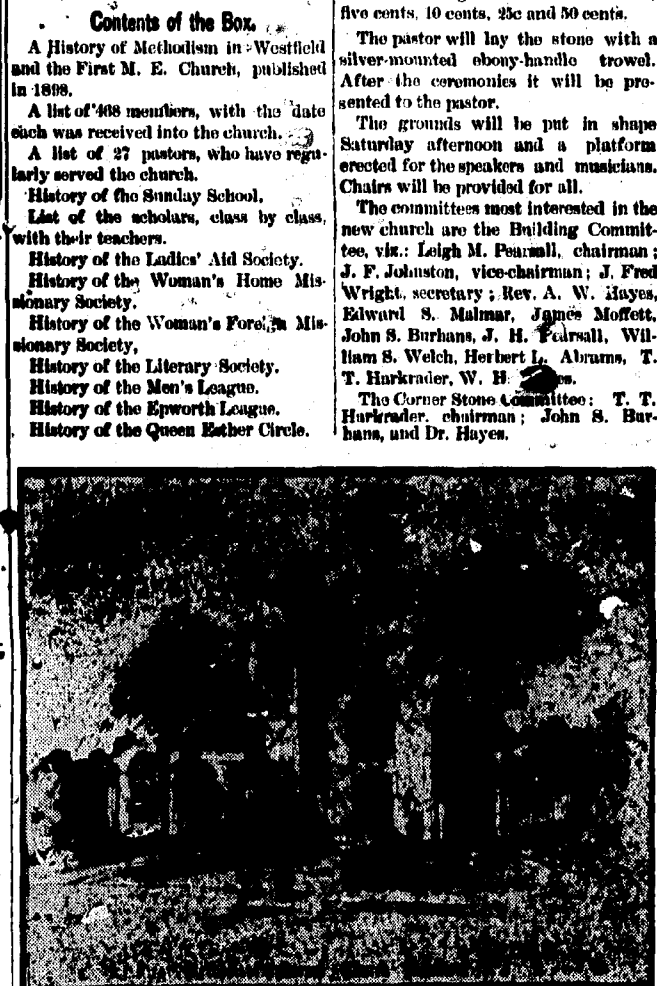 Contents of the Box.
A History of Methodism in Westfield
and the First M. E. Church, published
in 1898.
A list of 468 members, with the date
each was received into the church.
A list of 27 pastors, who have regu-
larly served the church.
History of the Sunday School.
List of the scholars, class by class,
with their teachers.
History of the Ladies' Aid Society.
History of the Woman's Home Mis-
sionary Society.
History of the Woman's Foreign Mis-
sionary Society,
History of the Literary Society.
History of the Men's League.
History of the Epworth League.
History of the Queen Esther Circle.
five cents, 10 cents, 25c and 50 cents.
The pastor will lay the stone with a
silver-mounted ebony-handle trowel.
After the ceremonies it will be pre-
sented to the pastor.
The grounds will be put in shape
Saturday afternoon and a platform
erected for the speakers and musicians.
Chairs will be provided for all.
The committees most interested in the
new church are the Building Commit-
tee, viz.: Leigh M. Pearsall, chairman;
J. F. Johnston, vice-chairman; J. Fred
Wright, secretary; Rev. A. W. Hayes,
Edward S. Malmar, James Moffett,
John S. Burhans, J. H. Pearsall, Wil-
liam S. Welch, Herbert L. Abrams, T.
T. Harkrader, W. H.
The Corner Stone Committee: T. T.
Harkrader, chairman; John S. Bur-
hans, and Dr. Hayes.